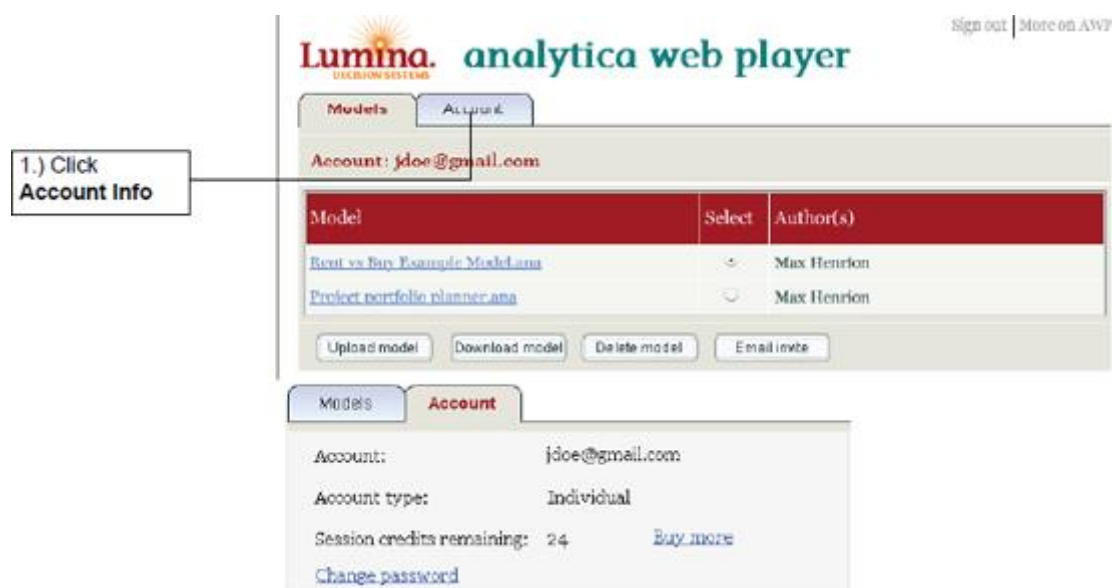 Sign out | More on AWP
Lumina. analytica web player
DECISION SYSTEMS
Models Account
1.) Click
Account Info
Account: jdoe@gmail.com
Model Select Author(s)
Rent vs Buy Example Model.ana Max Henrion
Project portfolio planner.ana Max Henrion
Upload model Download model Delete model Email invite
Models Account
Account: jdoe@gmail.com
Account type: Individual
Session credits remaining: 24 Buy more
Change password